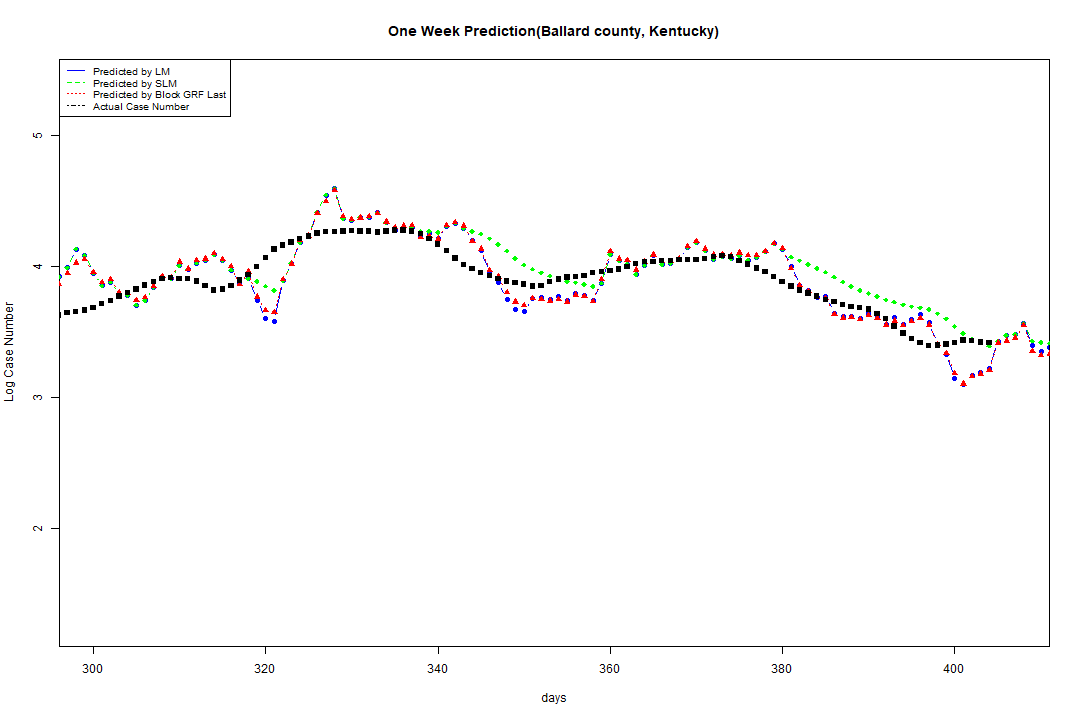 One Week Prediction(Ballard county, Kentucky)
Predicted by LM
Predicted by SLM
Predicted by Block GRF Last
Actual Case Number
5
4
3
2
Log Case Number
300 320 340 360 380 400
days